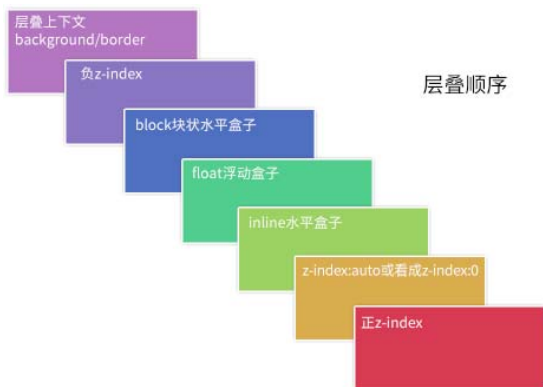 层叠上下文
background/border
负z-index
层叠顺序
block块状水平盒子
float浮动盒子
inline水平盒子
z-index:auto或看成z-index:0
正z-index